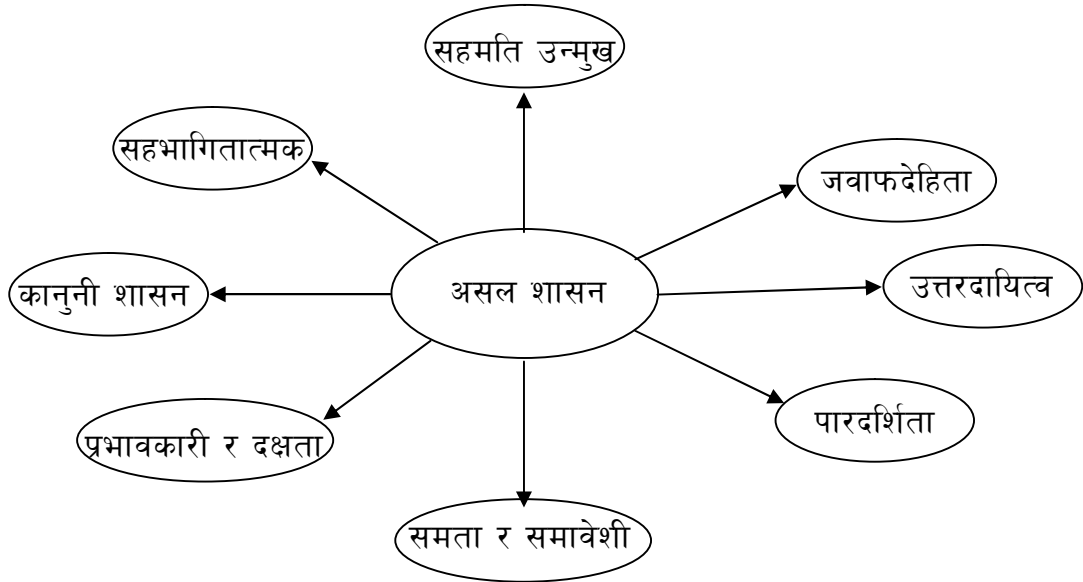 सहमति उन्मुख
सहभागितात्मक
जवाफदेहिता
कानुनी शासन
असल शासन
उत्तरदायित्व
प्रभावकारी र दक्षता
पारदर्शिता
समता र समावेशी